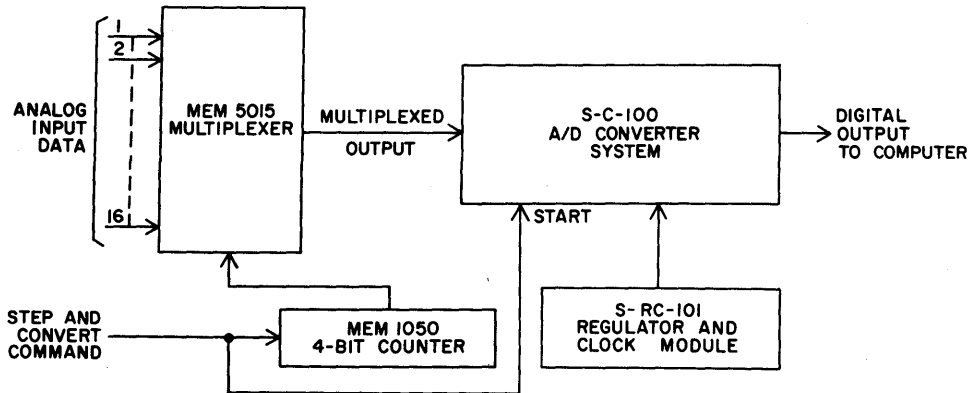 ANALOG
INPUT
DATA
1
2
16
MEM 5015
MULTIPLEXER
MULTIPLEXED
OUTPUT
S-C-100
A/D CONVERTER
SYSTEM
DIGITAL
OUTPUT
TO COMPUTER
START
STEP AND
CONVERT
COMMAND
MEM 1050
4-BIT COUNTER
S-RC-101
REGULATOR AND
CLOCK MODULE